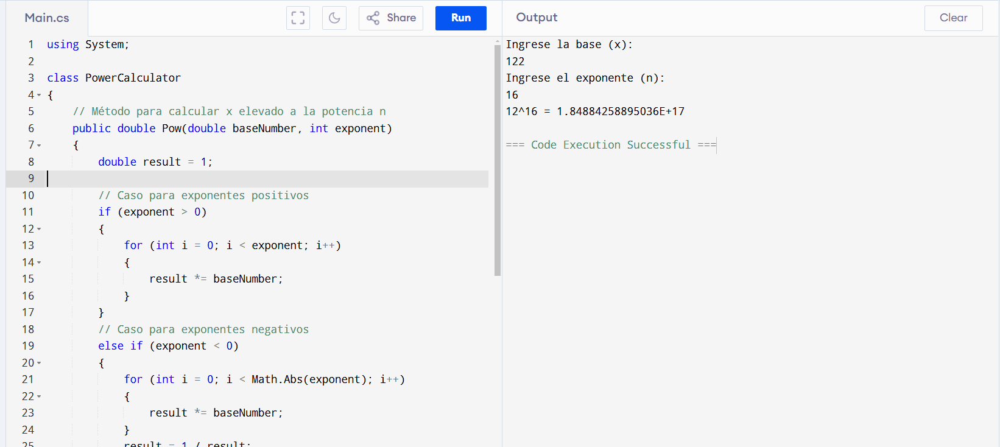 Main.cs
Share
Run
1 using System;
2
3 class PowerCalculator
4 {
5 // Método para calcular x elevado a la potencia n
6 public double Pow(double baseNumber, int exponent)
7 {
8 double result = 1;
9
10 // Caso para exponentes positivos
11 if (exponent > 0)
12 {
13 for (int i = 0; i < exponent; i++)
14 {
15 result *= baseNumber;
16 }
17 }
18 // Caso para exponentes negativos
19 else if (exponent < 0)
20 {
21 for (int i = 0; i < Math.Abs(exponent); i++)
22 {
23 result *= baseNumber;
24 }
25 result = 1 / result;
Output
Clear
Ingrese la base (x):
122
Ingrese el exponente (n):
16
12^16 = 1.84884258895036E+17
=== Code Execution Successful ===